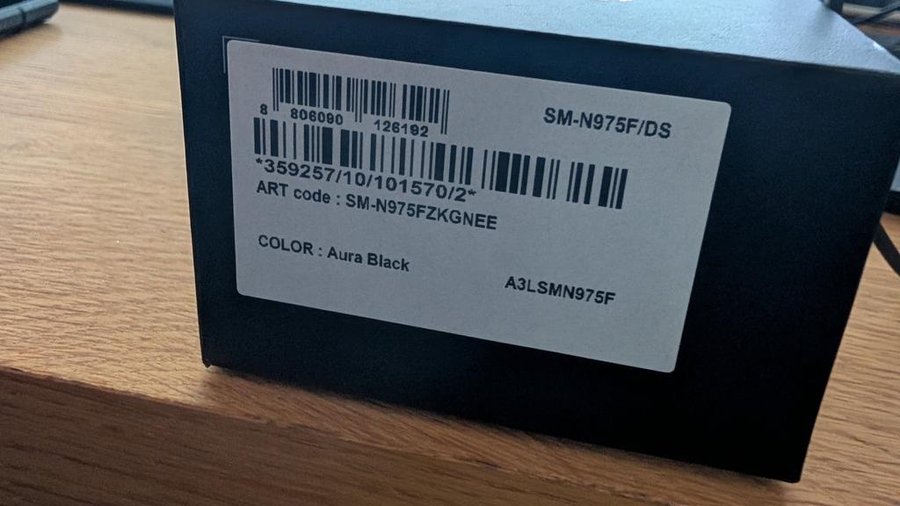 8 806090 126192
SM-N975F/DS
*359257/10/101570/2*
ART code : SM-N975FZKGNEE
COLOR : Aura Black
A3LSMN975F